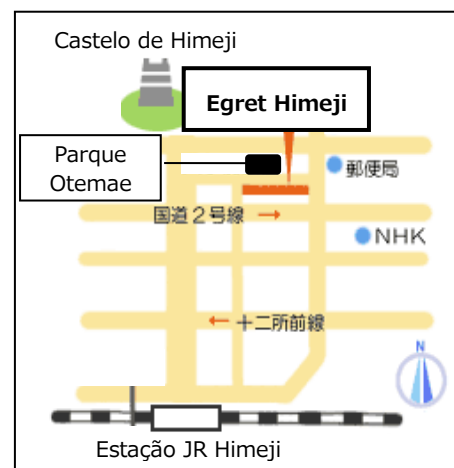 Castelo de Himeji
Egret Himeji
Parque
Otemae
郵便局
国道2号線 →
NHK
← 十二所前線
N
Estação JR Himeji